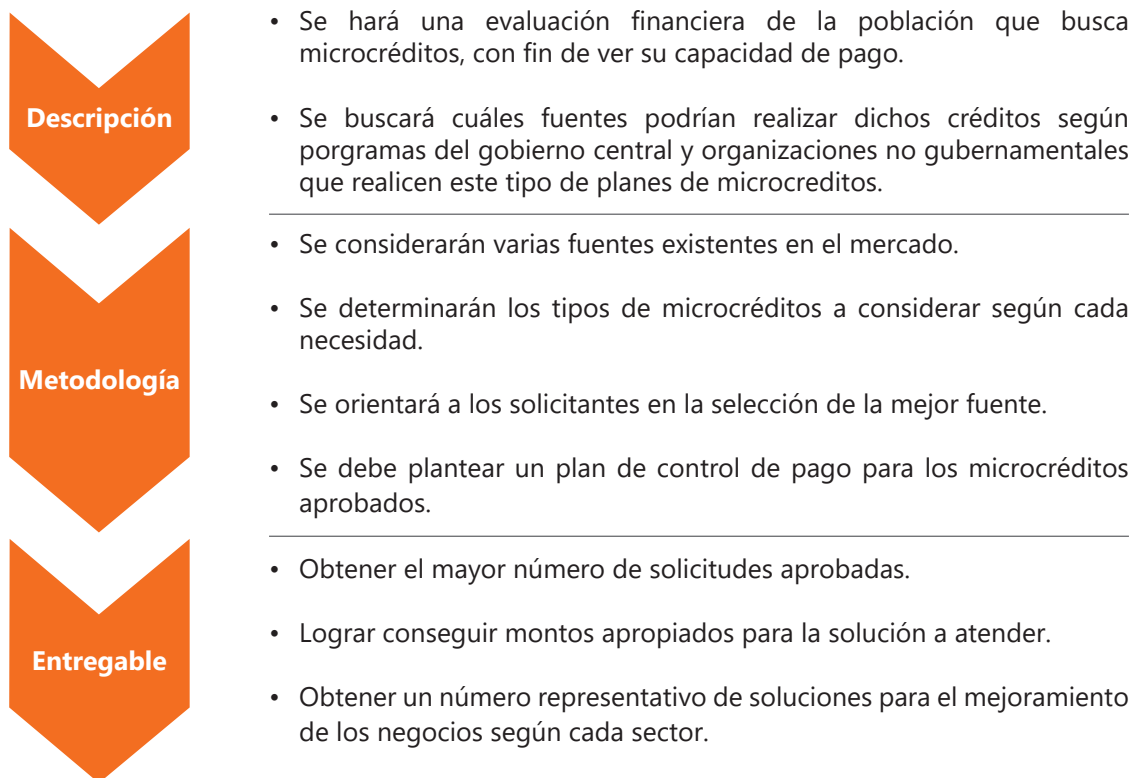 • Se hará una evaluación financiera de la población que busca
microcréditos, con fin de ver su capacidad de pago.
Descripción
• Se buscará cuáles fuentes podrían realizar dichos créditos según
porgramas del gobierno central y organizaciones no gubernamentales
que realicen este tipo de planes de microcreditos.
• Se considerarán varias fuentes existentes en el mercado.
• Se determinarán los tipos de microcréditos a considerar según cada
necesidad.
Metodología
• Se orientará a los solicitantes en la selección de la mejor fuente.
• Se debe plantear un plan de control de pago para los microcréditos
aprobados.
• Obtener el mayor número de solicitudes aprobadas.
• Lograr conseguir montos apropiados para la solución a atender.
Entregable
• Obtener un número representativo de soluciones para el mejoramiento
de los negocios según cada sector.